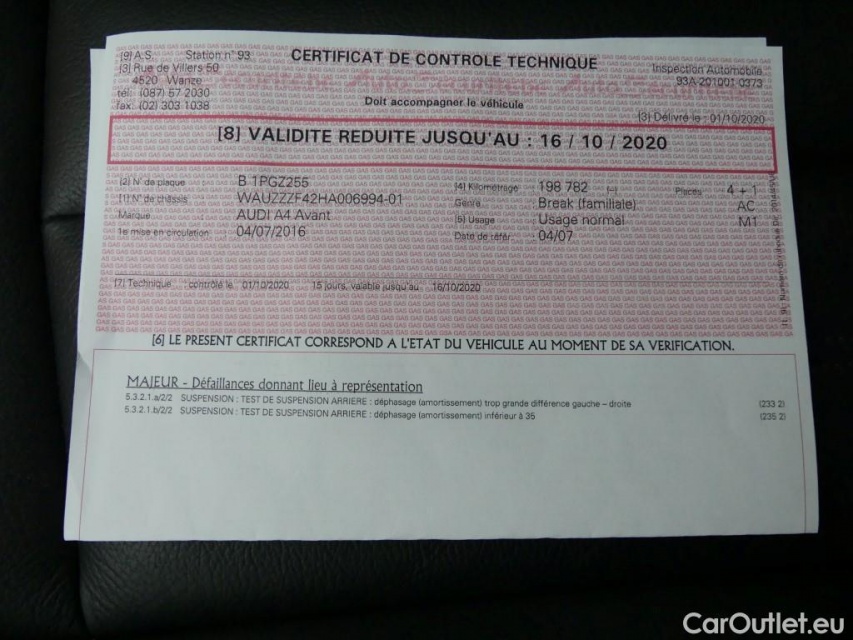 [9] A.S. Station n° 93
CERTIFICAT DE CONTROLE TECHNIQUE
Inspection Automobile
[3] Rue de Villers 50
93A-201001-0373
4520 Wanze
tél: (087) 57 2030
fax: (02) 303 1038
Doit accompagner le véhicule
[3] Délivré le : 01/10/2020
[8] VALIDITE REDUITE JUSQU'AU : 16 / 10 / 2020
[2] N° de plaque B 1PGZ255 [4] Kilométrage : 198 782 Places 4 + 1
[1] N° de châssis WAUZZZF42HA006994-01 Genre : Break (familiale) AC
Marque AUDI A4 Avant [5] Usage : Usage normal M1
1e mise en circulation 04/07/2016 Date de référ. : 04/07
[7] Technique contrôlé le 01/10/2020 15 jours, valable jusqu'au 16/10/2020
[6] LE PRESENT CERTIFICAT CORRESPOND A L'ETAT DU VEHICULE AU MOMENT DE SA VERIFICATION.
MAJEUR - Défaillances donnant lieu à représentation
5.3.2.1.a/2/2 SUSPENSION : TEST DE SUSPENSION ARRIERE : déphasage (amortissement) trop grande différence gauche – droite (233 2)
5.3.2.1.b/2/2 SUSPENSION : TEST DE SUSPENSION ARRIERE : déphasage (amortissement) inférieur à 35 (235 2)
CarOutlet.eu